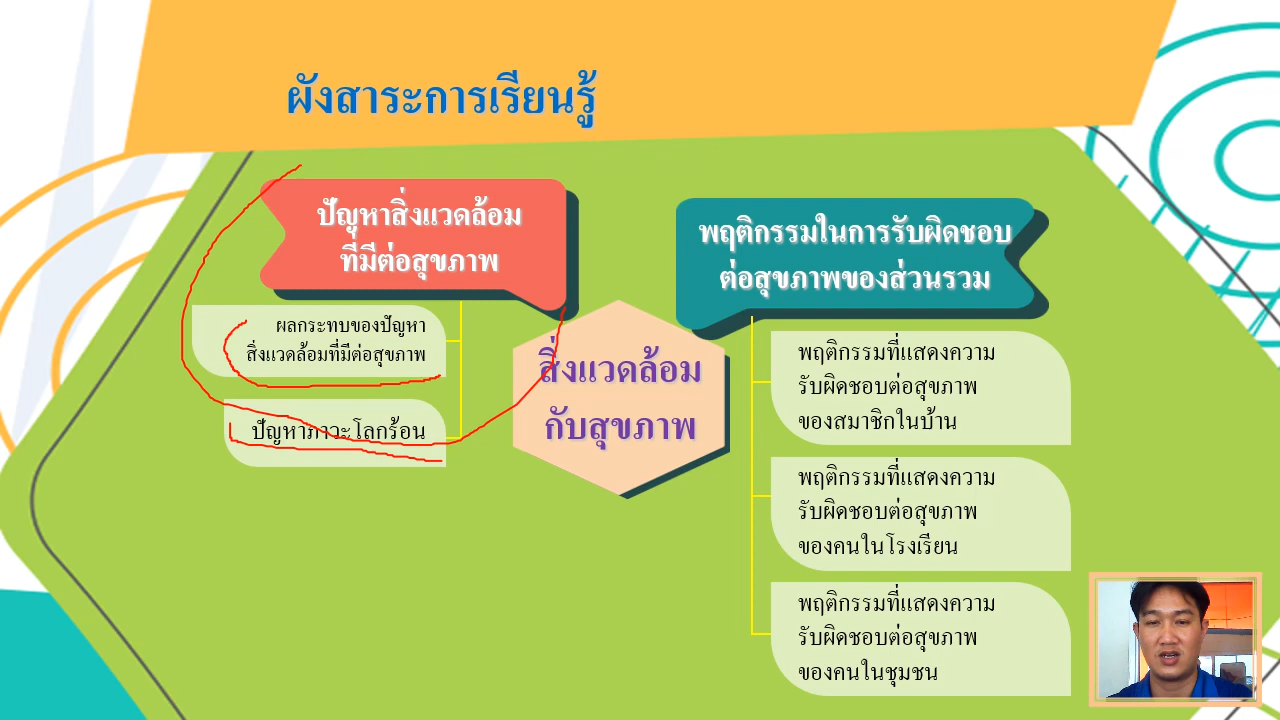 ผังสาระการเรียนรู้
ปัญหาสิ่งแวดล้อม
ที่มีต่อสุขภาพ
ผลกระทบของปัญหา
สิ่งแวดล้อมที่มีต่อสุขภาพ
ปัญหาภาวะโลกร้อน
สิ่งแวดล้อม
กับสุขภาพ
พฤติกรรมในการรับผิดชอบ
ต่อสุขภาพของส่วนรวม
พฤติกรรมที่แสดงความ
รับผิดชอบต่อสุขภาพ
ของสมาชิกในบ้าน
พฤติกรรมที่แสดงความ
รับผิดชอบต่อสุขภาพ
ของคนในโรงเรียน
พฤติกรรมที่แสดงความ
รับผิดชอบต่อสุขภาพ
ของคนในชุมชน